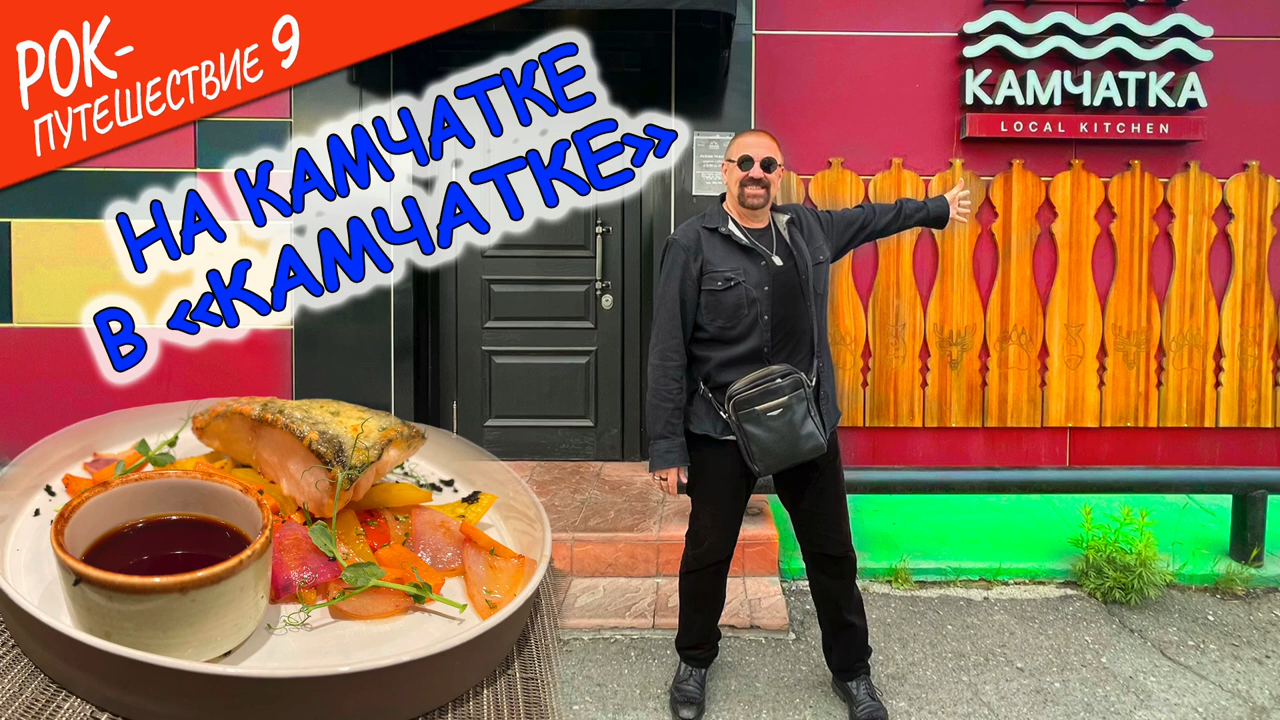 РОК-
ПУТЕШЕСТВИЕ 9
НА КАМЧАТКЕ
В «КАМЧАТКЕ»
КАМЧАТКА
LOCAL KITCHEN